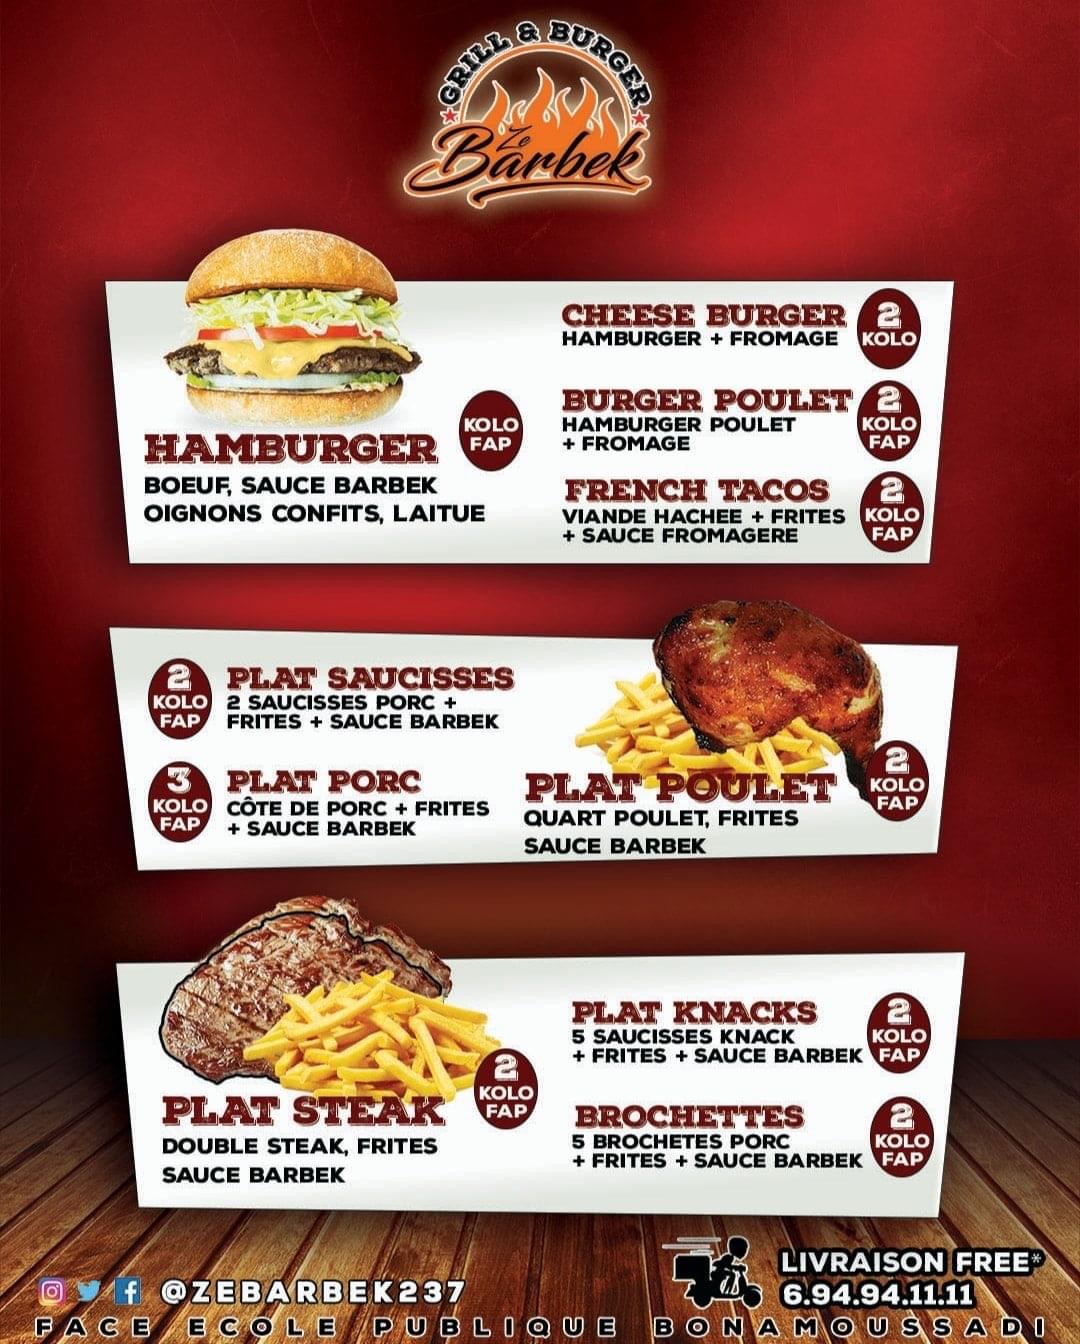 GRILL & BURGER
Ze
Barbek
HAMBURGER
KOLO
FAP
BOEUF, SAUCE BARBEK
OIGNONS CONFITS, LAITUE
CHEESE BURGER
HAMBURGER + FROMAGE
2
KOLO
BURGER POULET
HAMBURGER POULET
+ FROMAGE
2
KOLO
FAP
FRENCH TACOS
VIANDE HACHEE + FRITES
+ SAUCE FROMAGERE
2
KOLO
FAP
2
KOLO
FAP
PLAT SAUCISSES
2 SAUCISSES PORC +
FRITES + SAUCE BARBEK
3
KOLO
FAP
PLAT PORC
CÔTE DE PORC + FRITES
+ SAUCE BARBEK
PLAT POULET
QUART POULET, FRITES
SAUCE BARBEK
2
KOLO
FAP
PLAT STEAK
DOUBLE STEAK, FRITES
SAUCE BARBEK
2
KOLO
FAP
PLAT KNACKS
5 SAUCISSES KNACK
+ FRITES + SAUCE BARBEK
2
KOLO
FAP
BROCHETTES
5 BROCHETES PORC
+ FRITES + SAUCE BARBEK
2
KOLO
FAP
@ZEBARBEK237
LIVRAISON FREE*
6.94.94.11.11
FACE ECOLE PUBLIQUE BONAMOUSSADI